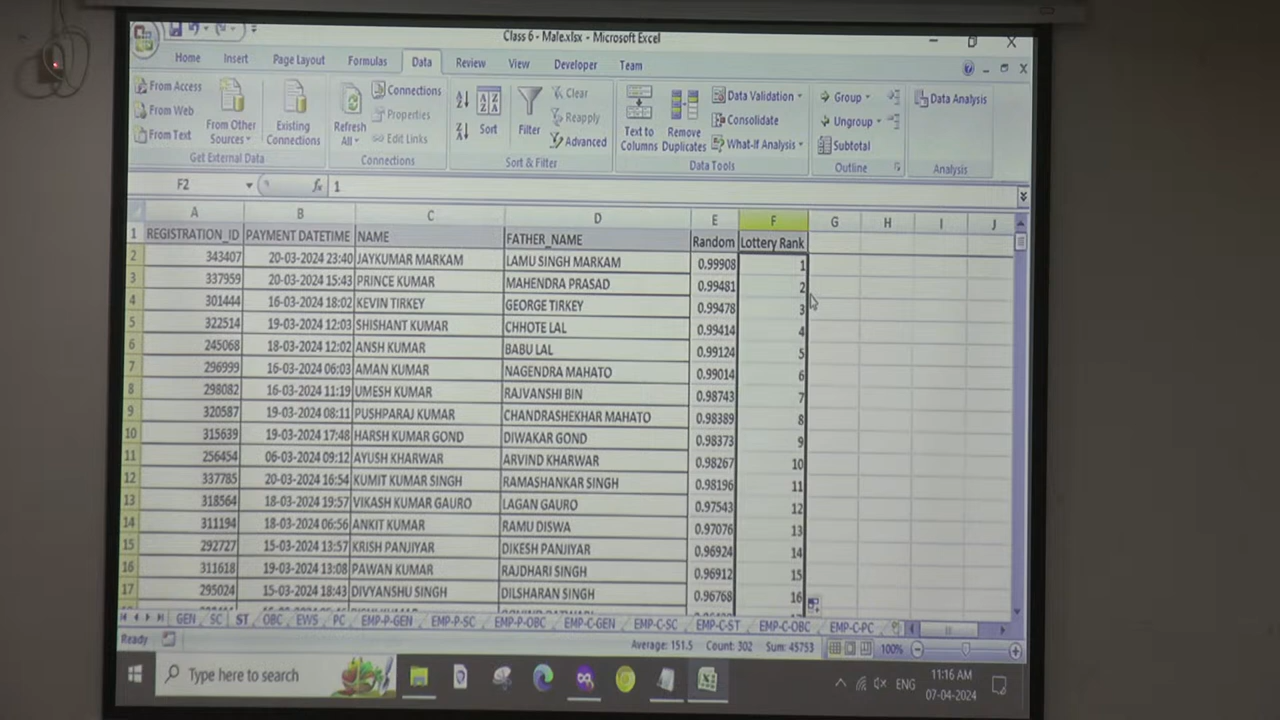 Class 6 - Male.xlsx - Microsoft Excel
Home Insert Page Layout Formulas Data Review View Developer Team
From Access
From Web
From Text
From Other Sources
Existing Connections
Get External Data
Refresh All
Connections
Properties
Edit Links
Connections
Sort
Filter
Clear
Reapply
Advanced
Sort & Filter
Text to Columns
Remove Duplicates
Data Validation
Consolidate
What-If Analysis
Data Tools
Group
Ungroup
Subtotal
Outline
Data Analysis
Analysis
F2 fx 1
A B C D E F G H I J
1 REGISTRATION_ID PAYMENT DATETIME NAME FATHER_NAME Random Lottery Rank
2 343407 20-03-2024 23:40 JAYKUMAR MARKAM LAMU SINGH MARKAM 0.99908 1
3 337959 20-03-2024 15:43 PRINCE KUMAR MAHENDRA PRASAD 0.99481 2
4 301444 16-03-2024 18:02 KEVIN TIRKEY GEORGE TIRKEY 0.99478 3
5 322514 19-03-2024 12:03 SHISHANT KUMAR CHHOTE LAL 0.99414 4
6 245068 18-03-2024 12:02 ANSH KUMAR BABU LAL 0.99124 5
7 296999 16-03-2024 06:03 AMAN KUMAR NAGENDRA MAHATO 0.99014 6
8 298082 16-03-2024 11:19 UMESH KUMAR RAJVANSHI BIN 0.98743 7
9 320587 19-03-2024 08:11 PUSHPARAJ KUMAR CHANDRASHEKHAR MAHATO 0.98389 8
10 315639 19-03-2024 17:48 HARSH KUMAR GOND DIWAKAR GOND 0.98373 9
11 256454 06-03-2024 09:12 AYUSH KHARWAR ARVIND KHARWAR 0.98267 10
12 337785 20-03-2024 16:54 KUMIT KUMAR SINGH RAMASHANKAR SINGH 0.98196 11
13 318564 18-03-2024 19:57 VIKASH KUMAR GAURO LAGAN GAURO 0.97543 12
14 311194 18-03-2024 06:56 ANKIT KUMAR RAMU DISWA 0.97076 13
15 292727 15-03-2024 13:57 KRISH PANJIYAR DIKESH PANJIYAR 0.96924 14
16 311618 19-03-2024 13:08 PAWAN KUMAR RAJDHARI SINGH 0.96912 15
17 295024 15-03-2024 18:43 DIVYANSHU SINGH DILSHARAN SINGH 0.96768 16
GEN SC ST OBC EWS PC EMP-P-GEN EMP-P-SC EMP-P-OBC EMP-C-GEN EMP-C-SC EMP-C-ST EMP-C-OBC EMP-C-PC
Ready Average: 151.5 Count: 302 Sum: 45753 100%
Type here to search ENG 11:16 AM
07-04-2024